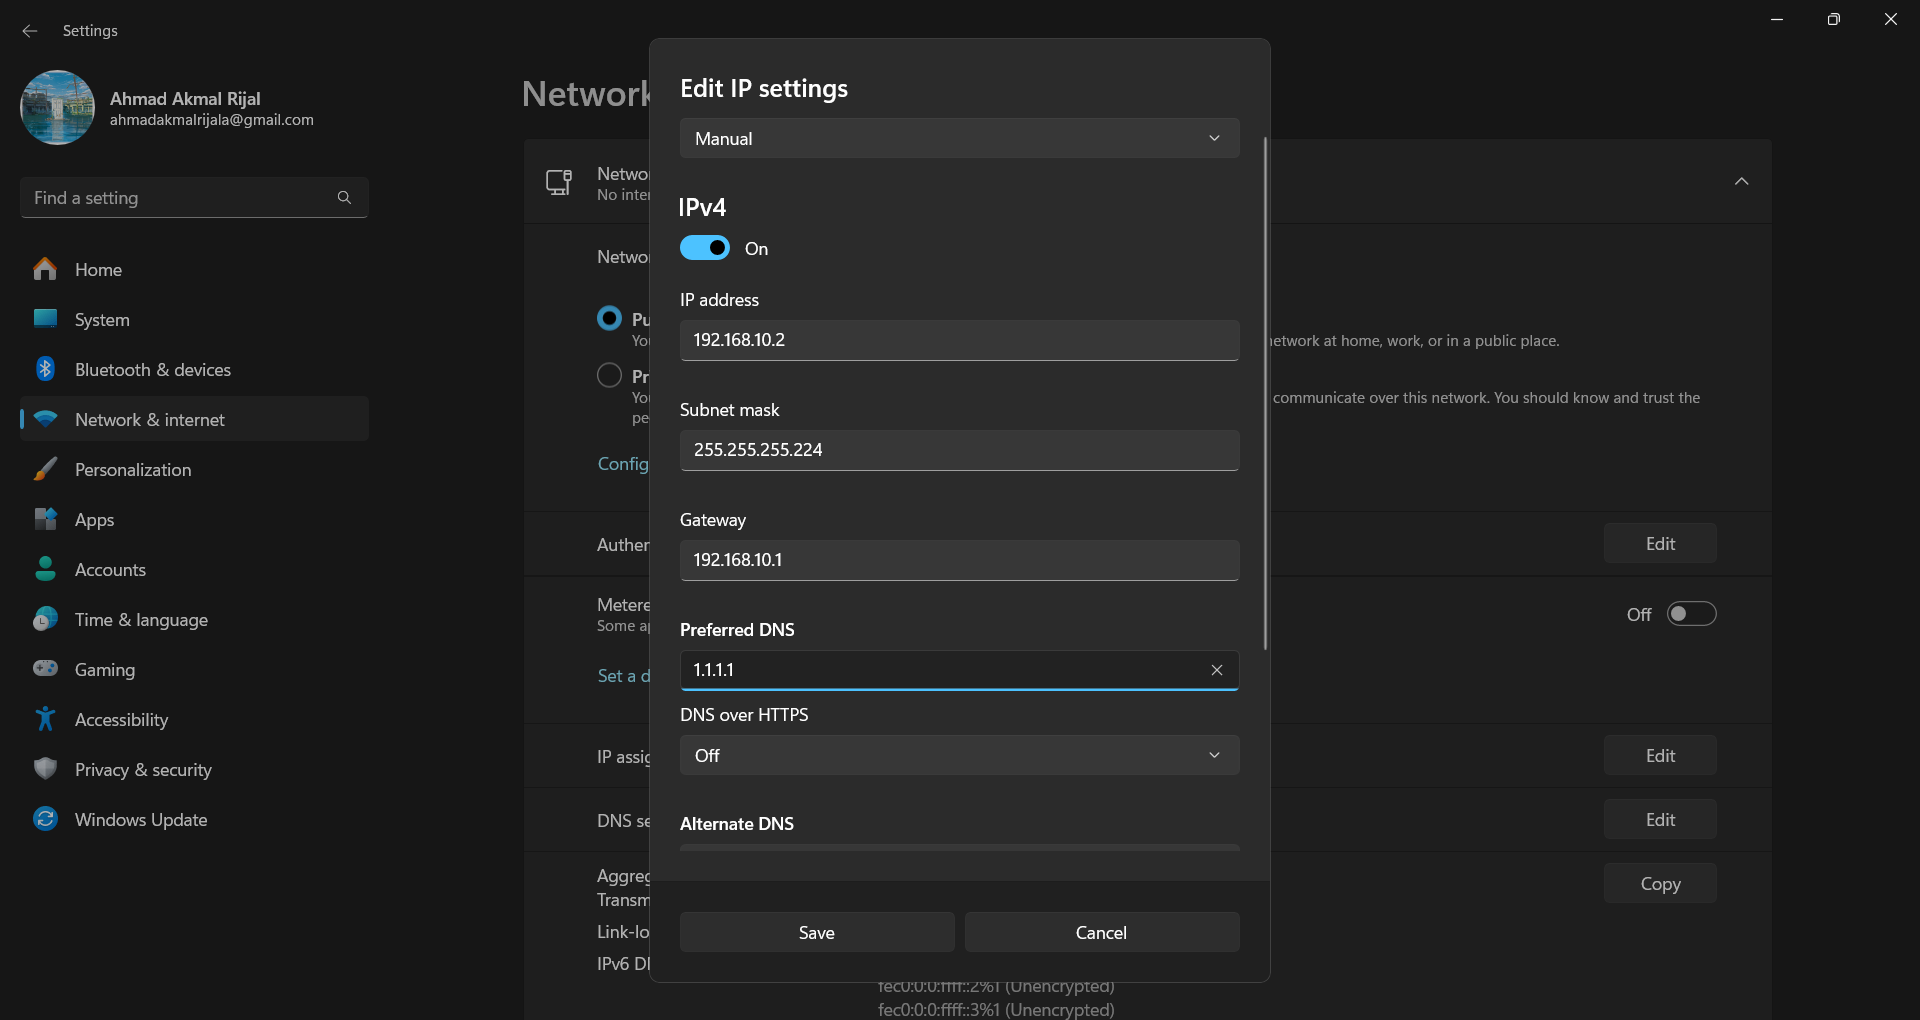 Settings
Ahmad Akmal Rijal
ahmadakmalrijala@gmail.com
Find a setting
Home
System
Bluetooth & devices
Network & internet
Personalization
Apps
Accounts
Time & language
Gaming
Accessibility
Privacy & security
Windows Update
Network
Edit IP settings
Manual
IPv4
On
IP address
192.168.10.2
Subnet mask
255.255.255.224
Gateway
192.168.10.1
Preferred DNS
1.1.1.1
DNS over HTTPS
Off
Alternate DNS
Save
Cancel
Netwo
No inte
Netwo
Pu
You
network at home, work, or in a public place.
Pr
You
communicate over this network. You should know and trust the
pe
Config
Authen
Edit
Metere
Some a
Off
Set a d
IP assig
Edit
DNS se
Edit
Aggreg
Transm
Copy
Link-lo
IPv6 D
fec0:0:0:ffff::2%1 (Unencrypted)
fec0:0:0:ffff::3%1 (Unencrypted)